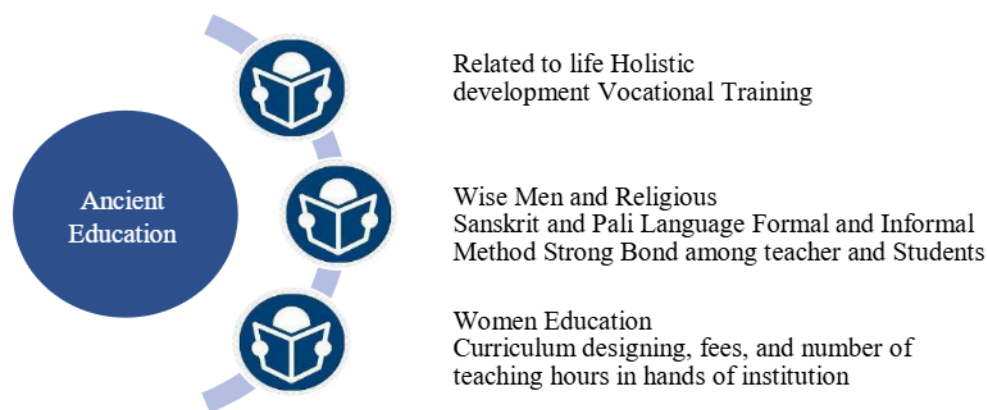 Ancient
Education
Related to life Holistic
development Vocational Training
Wise Men and Religious
Sanskrit and Pali Language Formal and Informal
Method Strong Bond among teacher and Students
Women Education
Curriculum designing, fees, and number of
teaching hours in hands of institution